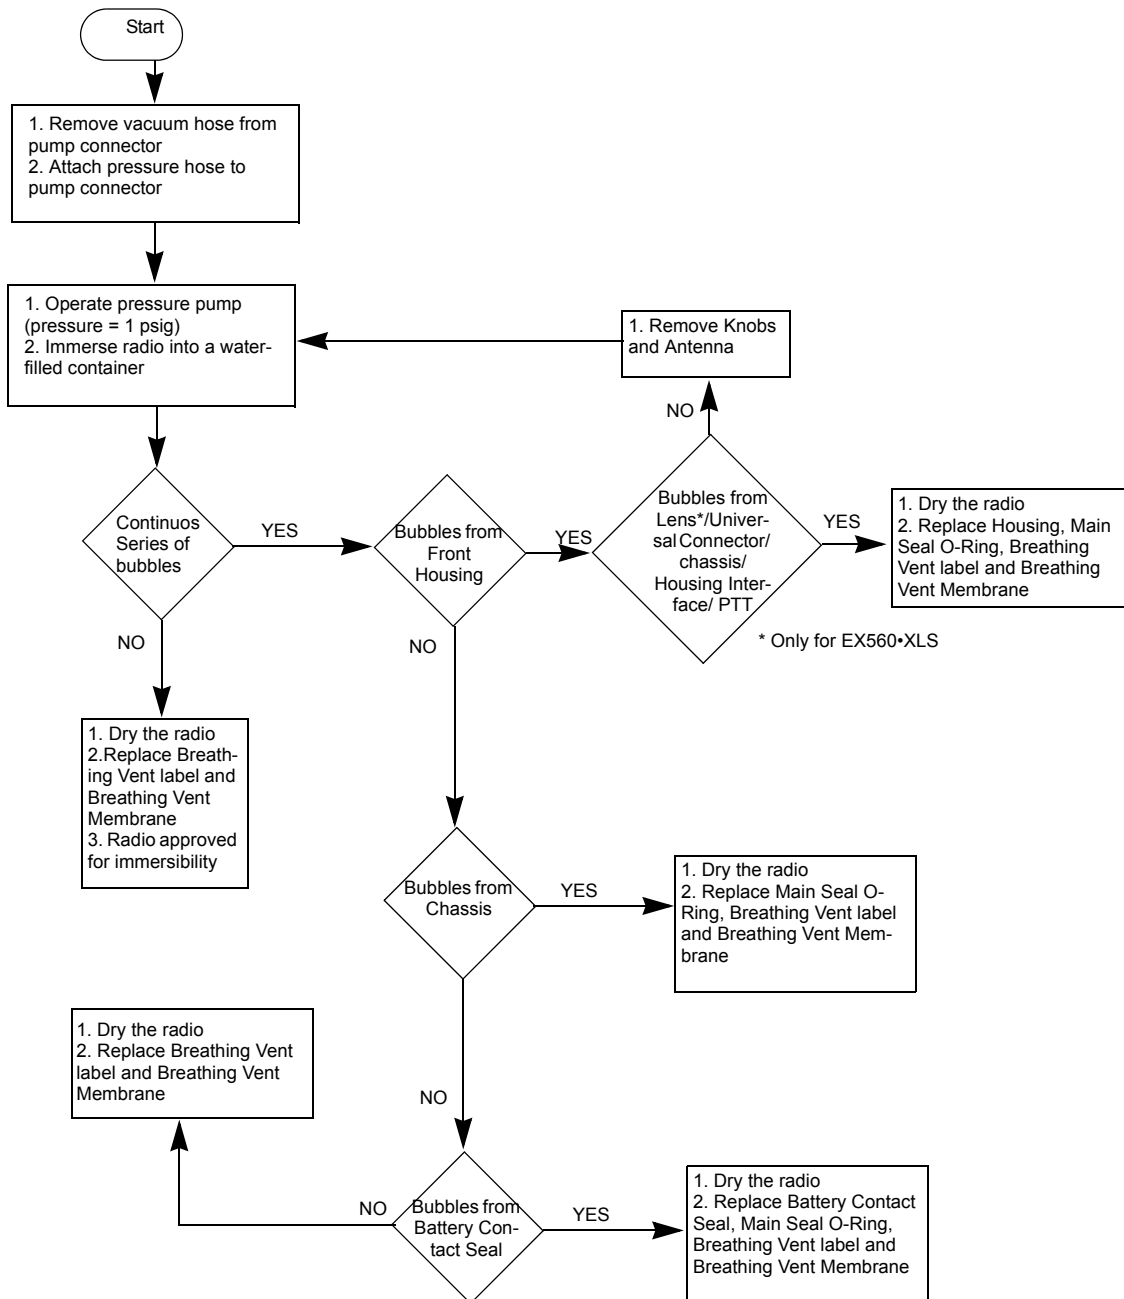 Start
1. Remove vacuum hose from
pump connector
2. Attach pressure hose to
pump connector
1. Operate pressure pump
(pressure = 1 psig)
2. Immerse radio into a water-
filled container
1. Remove Knobs
and Antenna
NO
Continuos
Series of
bubbles
YES
Bubbles from
Front
Housing
YES
Bubbles from
Lens*/Univer-
sal Connector/
chassis/
Housing Inter-
face/ PTT
YES
1. Dry the radio
2. Replace Housing, Main
Seal O-Ring, Breathing
Vent label and Breathing
Vent Membrane
* Only for EX560•XLS
NO
NO
1. Dry the radio
2.Replace Breath-
ing Vent label and
Breathing Vent
Membrane
3. Radio approved
for immersibility
Bubbles from
Chassis
YES
1. Dry the radio
2. Replace Main Seal O-
Ring, Breathing Vent label
and Breathing Vent Mem-
brane
NO
1. Dry the radio
2. Replace Breathing Vent
label and Breathing Vent
Membrane
NO
Bubbles from
Battery Con-
tact Seal
YES
1. Dry the radio
2. Replace Battery Contact
Seal, Main Seal O-Ring,
Breathing Vent label and
Breathing Vent Membrane